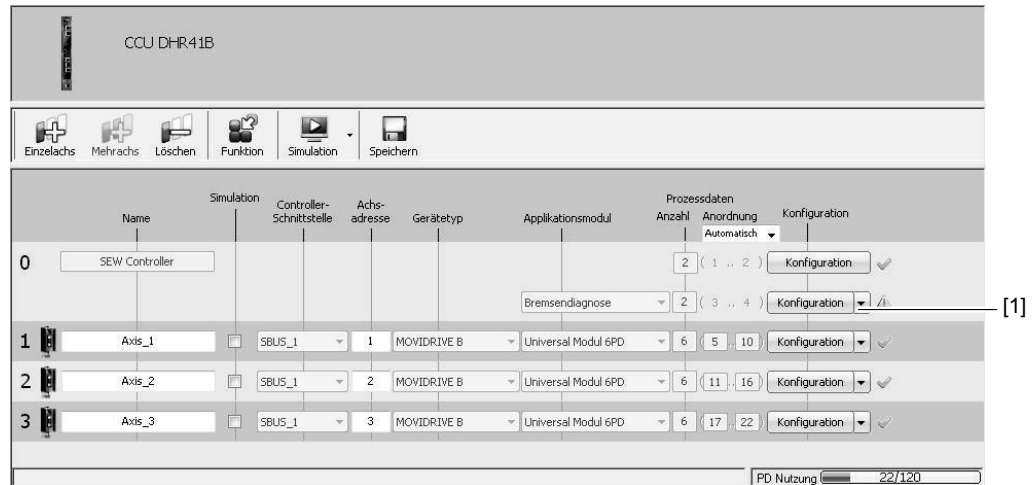 CCU DHR41B
Einzelachs Mehrachs Löschen Funktion Simulation Speichern
Simulation Prozessdaten
Name Controller-Schnittstelle Achs-adresse Gerätetyp Applikationsmodul Anzahl Anordnung Konfiguration
Automatisch
0 SEW Controller 2 ( 1 .. 2 ) Konfiguration
Bremsendiagnose 2 ( 3 .. 4 ) Konfiguration [1]
1 Axis_1 SBUS_1 1 MOVIDRIVE B Universal Modul 6PD 6 ( 5 .. 10 ) Konfiguration
2 Axis_2 SBUS_1 2 MOVIDRIVE B Universal Modul 6PD 6 ( 11 .. 16 ) Konfiguration
3 Axis_3 SBUS_1 3 MOVIDRIVE B Universal Modul 6PD 6 ( 17 .. 22 ) Konfiguration
PD Nutzung 22/120